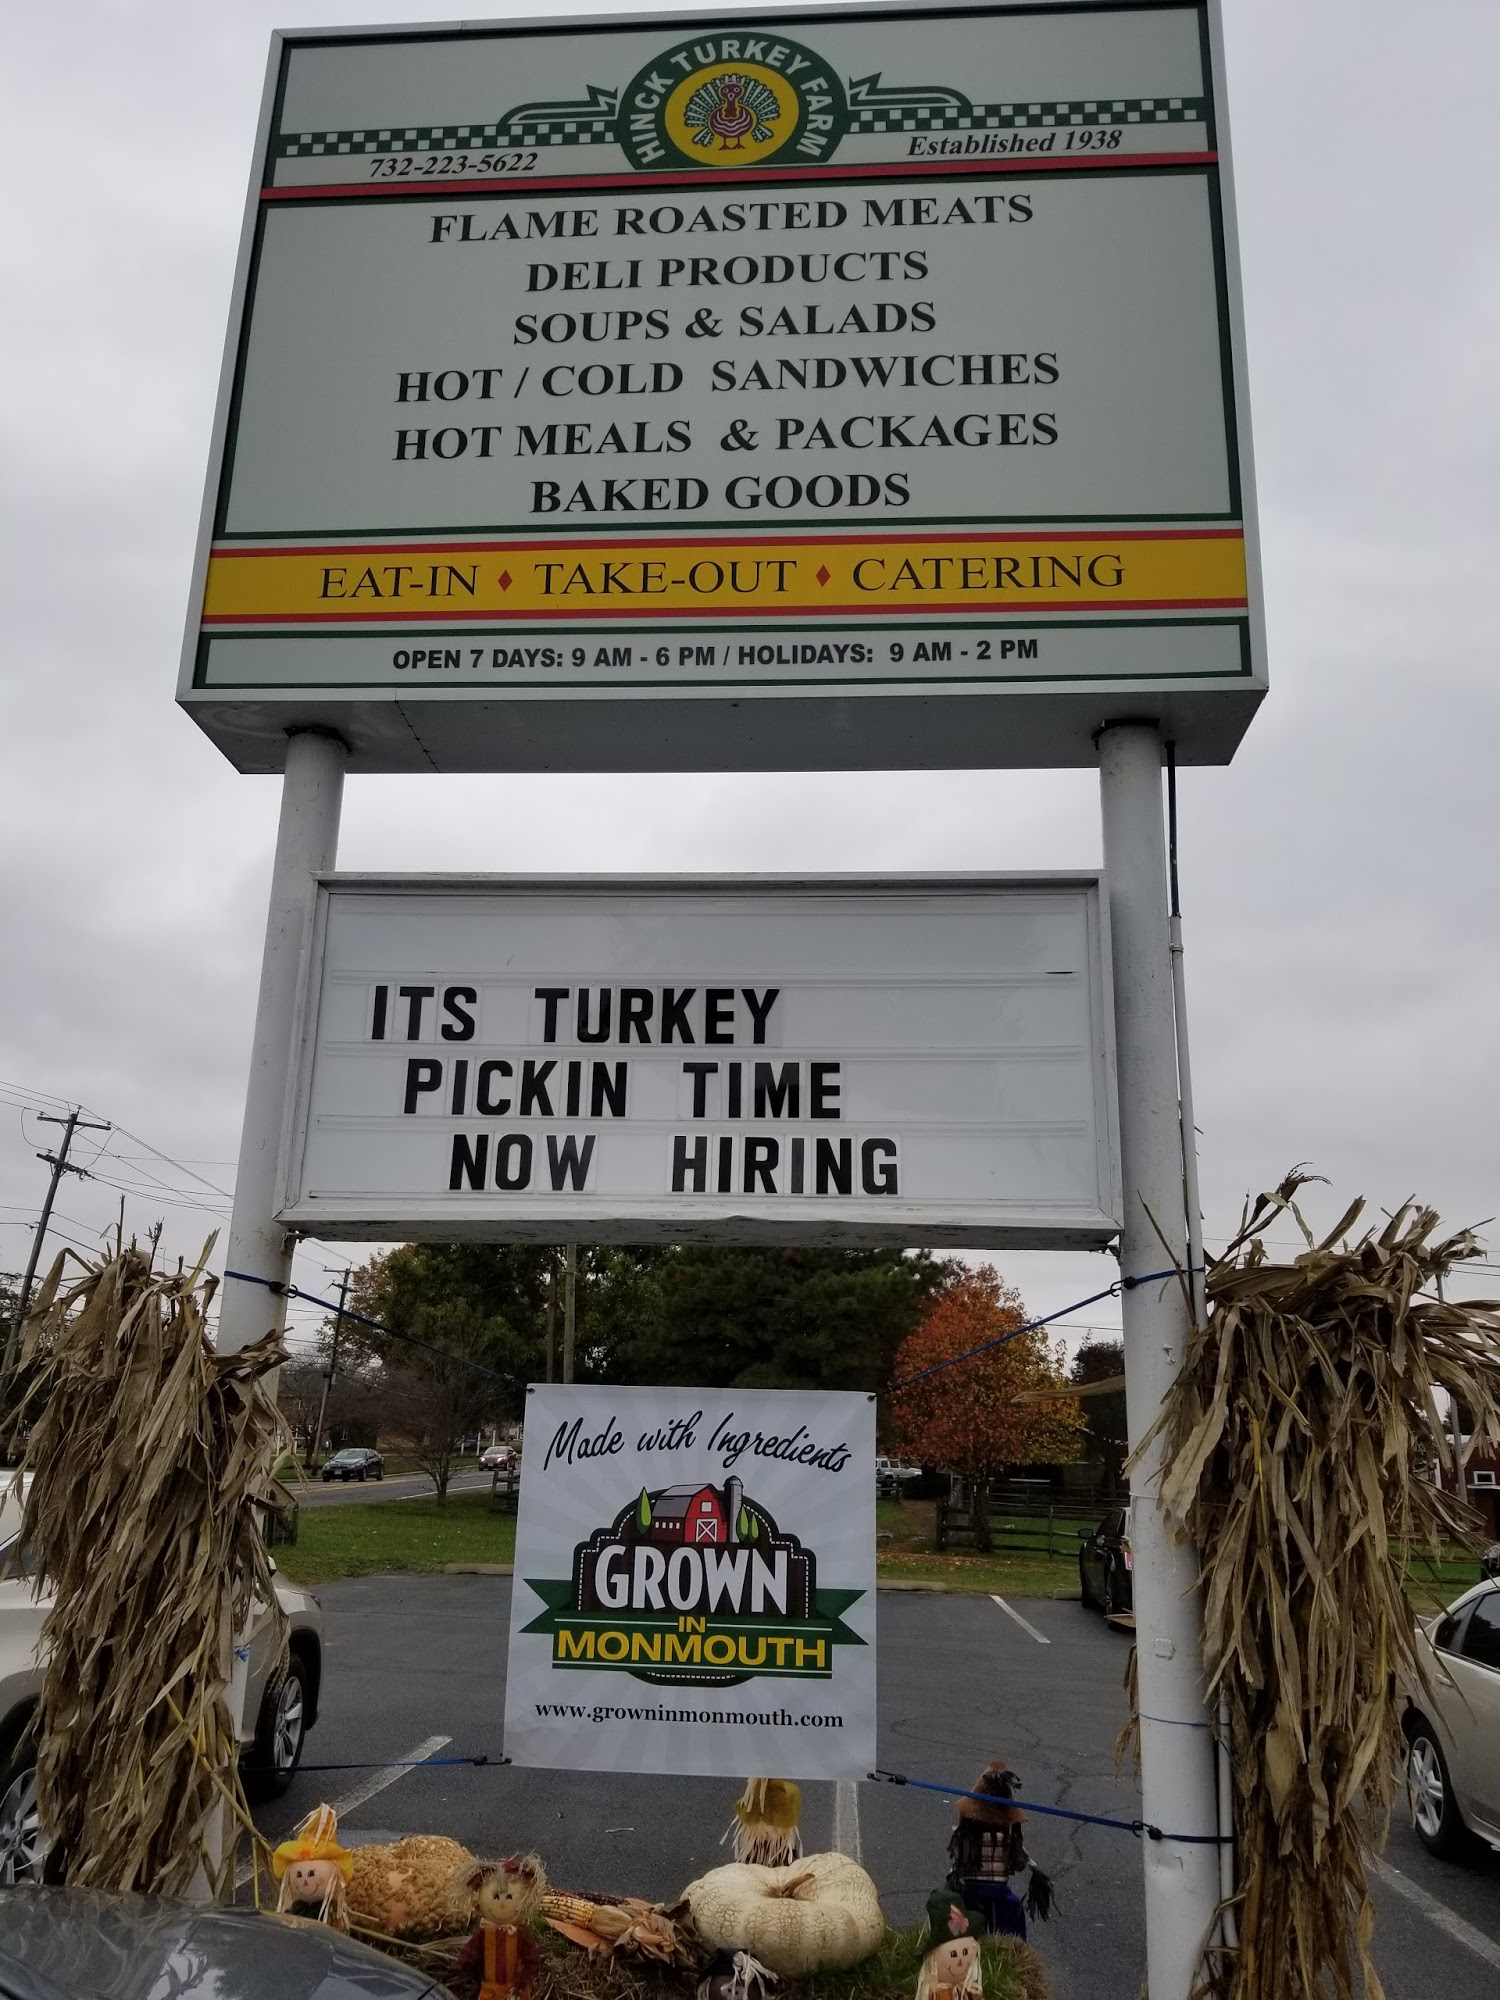 HINCK TURKEY FARM
732-223-5622
Established 1938
FLAME ROASTED MEATS
DELI PRODUCTS
SOUPS & SALADS
HOT / COLD SANDWICHES
HOT MEALS & PACKAGES
BAKED GOODS
EAT-IN ♦ TAKE-OUT ♦ CATERING
OPEN 7 DAYS: 9 AM - 6 PM / HOLIDAYS: 9 AM - 2 PM
ITS TURKEY
PICKIN TIME
NOW HIRING
Made with Ingredients
GROWN
IN
MONMOUTH
www.growninmonmouth.com